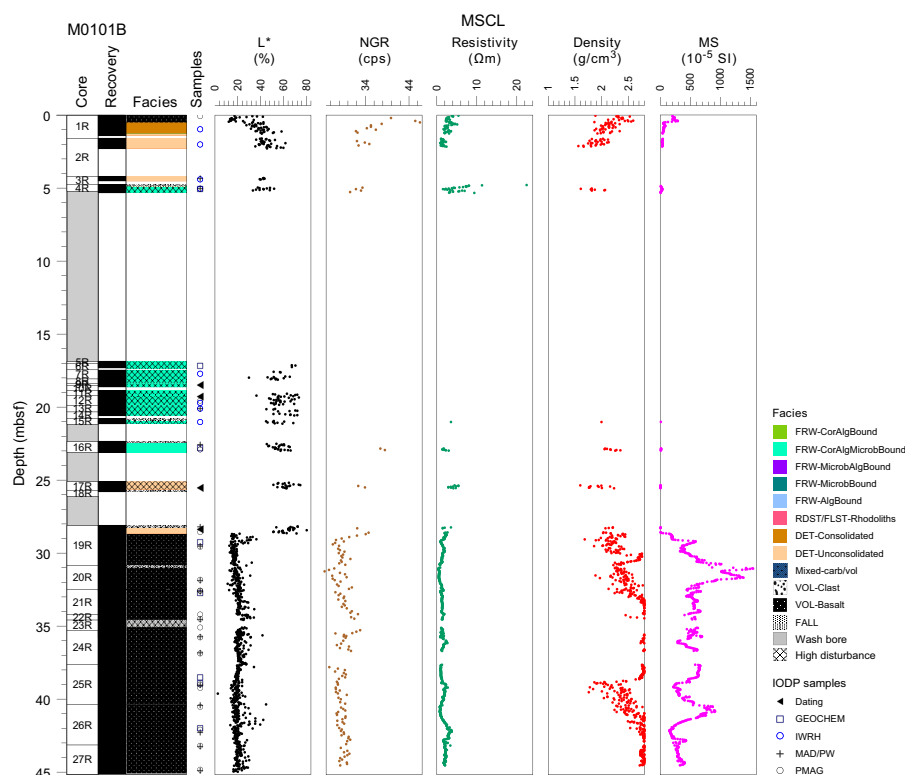 MSCL
M0101B
Core
Recovery
Facies
Samples
L*
(%)
NGR
(cps)
Resistivity
(Ωm)
Density
(g/cm³)
MS
(10⁻⁵ SI)
0 20 40 60 80
34 44
0 10 20
1 1.5 2 2.5
0 500 1000 1500
Depth (mbsf)
0
5
10
15
20
25
30
35
40
45
1R
2R
3R
4R
5R
6R
7R
12R
13R
14R
15R
16R
17R
18R
19R
20R
21R
22R
23R
24R
25R
26R
27R
Facies
FRW-CorAlgBound
FRW-CorAlgMicrobBound
FRW-MicrobAlgBound
FRW-MicrobBound
FRW-AlgBound
RDST/FLST-Rhodoliths
DET-Consolidated
DET-Unconsolidated
Mixed-carb/vol
VOL-Clast
VOL-Basalt
FALL
Wash bore
High disturbance
IODP samples
Dating
GEOCHEM
IWRH
MAD/PW
PMAG